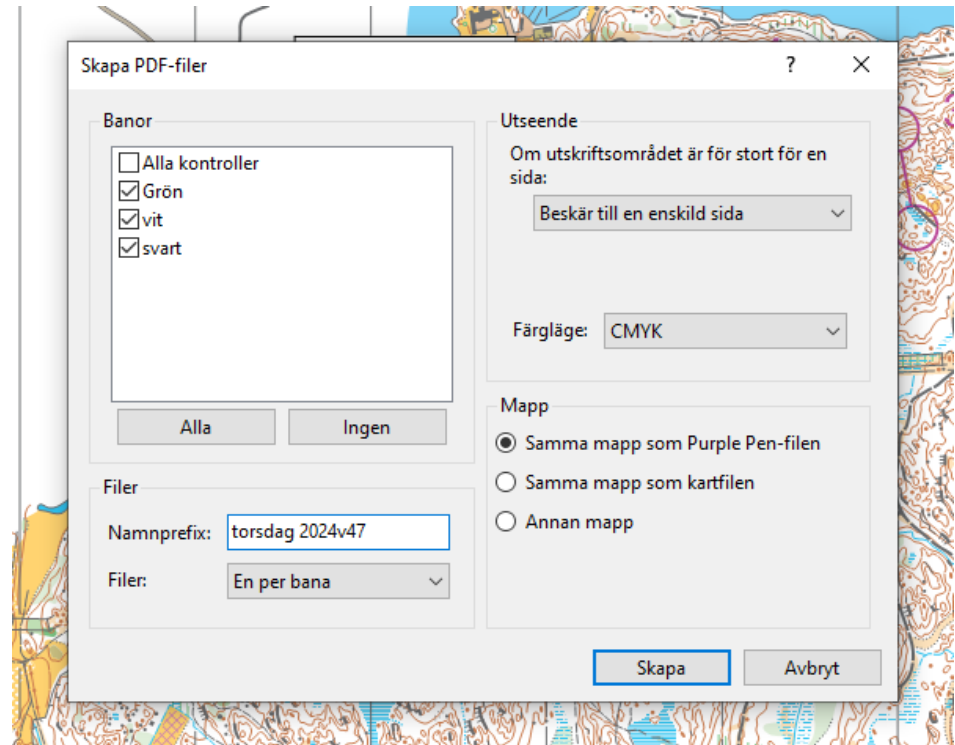 Skapa PDF-filer
?
Banor
Alla kontroller
Grön
vit
svart
Alla
Ingen
Filer
Namnprefix: torsdag 2024v47
Filer: En per bana
Utseende
Om utskriftsområdet är för stort för en
sida:
Beskär till en enskild sida
Färgläge: CMYK
Mapp
Samma mapp som Purple Pen-filen
Samma mapp som kartfilen
Annan mapp
Skapa
Avbryt